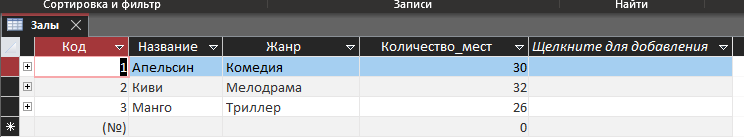 Сортировка и фильтр Записи Найти
Залы
Код Название Жанр Количество_мест Щелкните для добавления
1 Апельсин Комедия 30
2 Киви Мелодрама 32
3 Манго Триллер 26
(№) 0